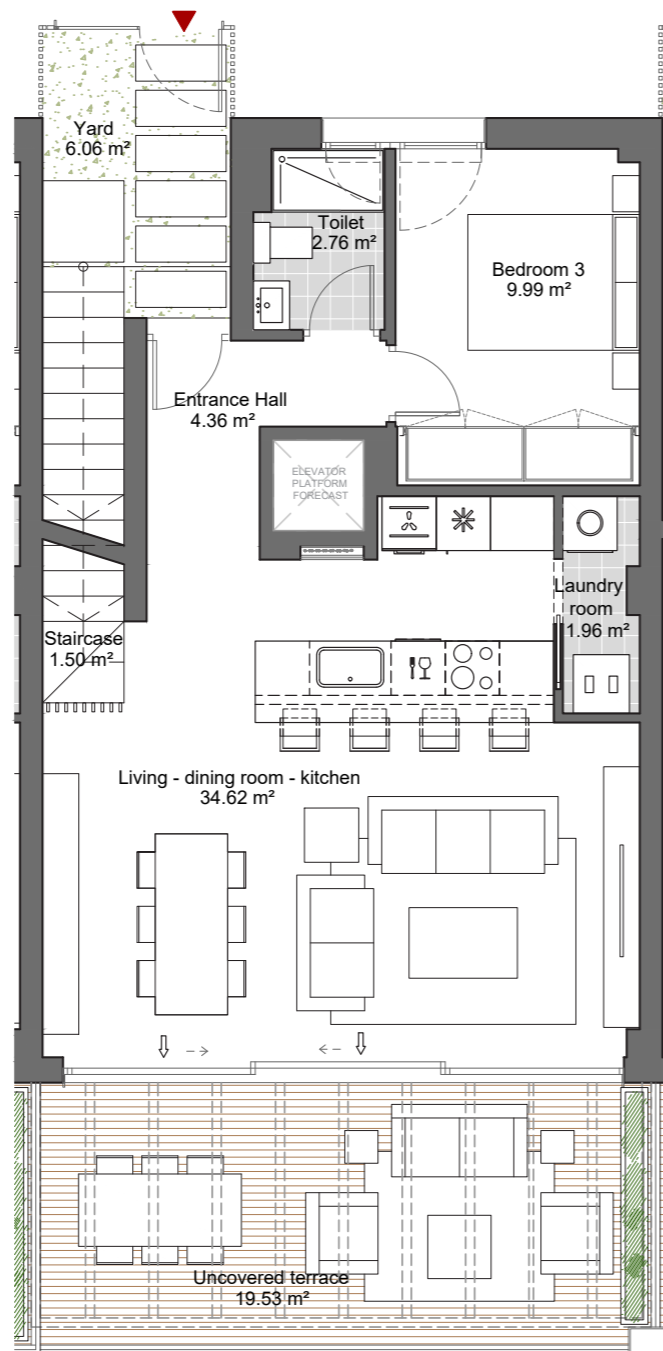 Yard
6.06 m²
Toilet
2.76 m²
Bedroom 3
9.99 m²
Entrance Hall
4.36 m²
ELEVATOR
PLATFORM
FORECAST
Laundry
room
1.96 m²
Staircase
1.50 m²
Living - dining room - kitchen
34.62 m²
Uncovered terrace
19.53 m²